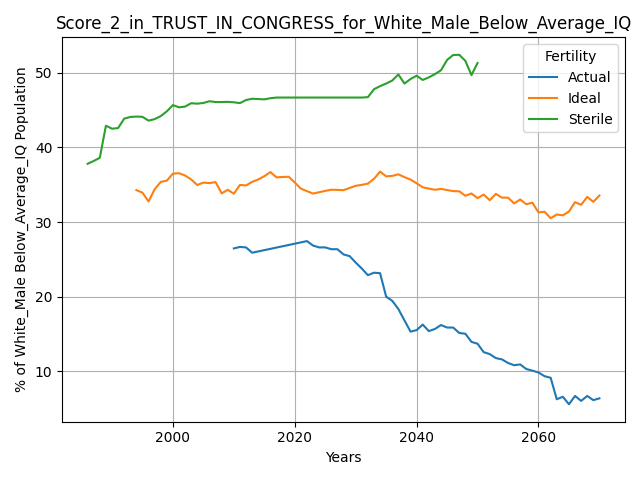 Score_2_in_TRUST_IN_CONGRESS_for_White_Male_Below_Average_IQ
Fertility
Actual
Ideal
Sterile
% of White_Male Below_Average_IQ Population
50
40
30
20
10
2000 2020 2040 2060
Years